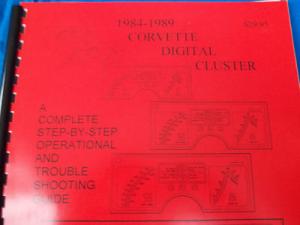 1984-1989
$29.95
CORVETTE
DIGITAL
CLUSTER
A
COMPLETE
STEP-BY-STEP
OPERATIONAL
AND
TROUBLE
SHOOTING
GUIDE